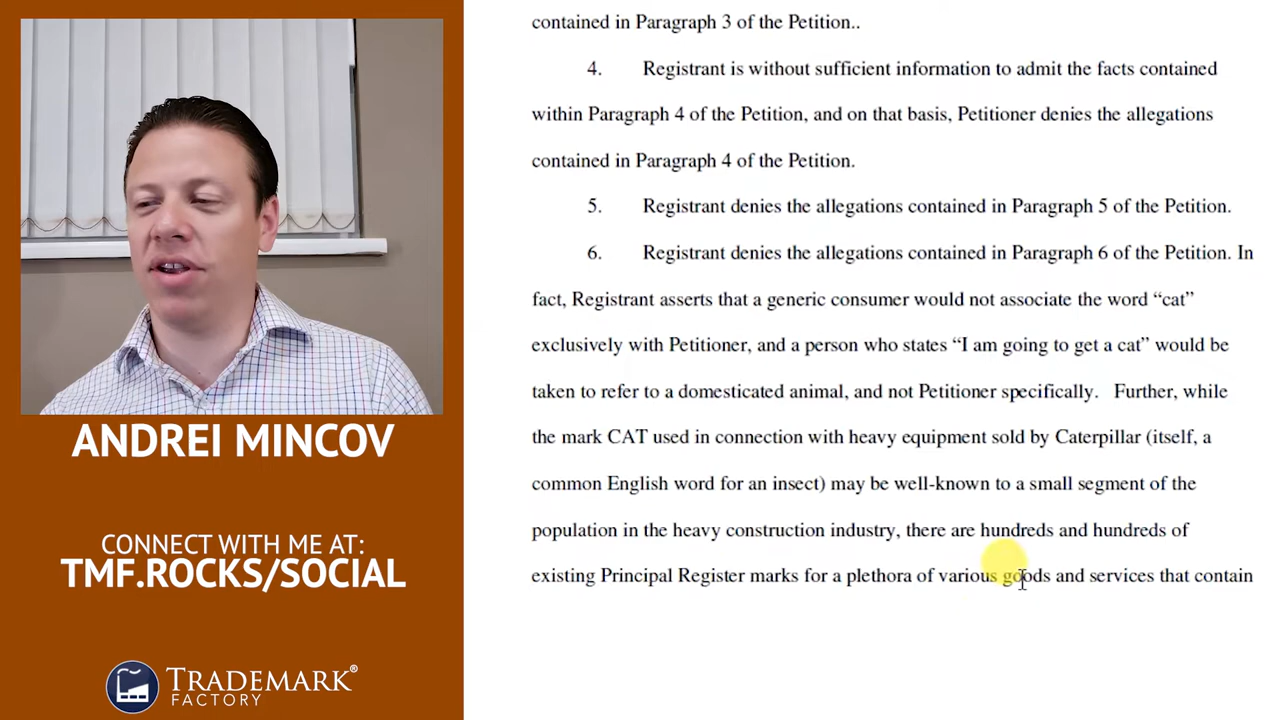 contained in Paragraph 3 of the Petition..
4. Registrant is without sufficient information to admit the facts contained
within Paragraph 4 of the Petition, and on that basis, Petitioner denies the allegations
contained in Paragraph 4 of the Petition.
5. Registrant denies the allegations contained in Paragraph 5 of the Petition.
6. Registrant denies the allegations contained in Paragraph 6 of the Petition. In
fact, Registrant asserts that a generic consumer would not associate the word “cat”
exclusively with Petitioner, and a person who states “I am going to get a cat” would be
taken to refer to a domesticated animal, and not Petitioner specifically. Further, while
the mark CAT used in connection with heavy equipment sold by Caterpillar (itself, a
common English word for an insect) may be well-known to a small segment of the
population in the heavy construction industry, there are hundreds and hundreds of
existing Principal Register marks for a plethora of various goods and services that contain
ANDREI MINCOV
CONNECT WITH ME AT:
TMF.ROCKS/SOCIAL
TRADEMARK®
FACTORY